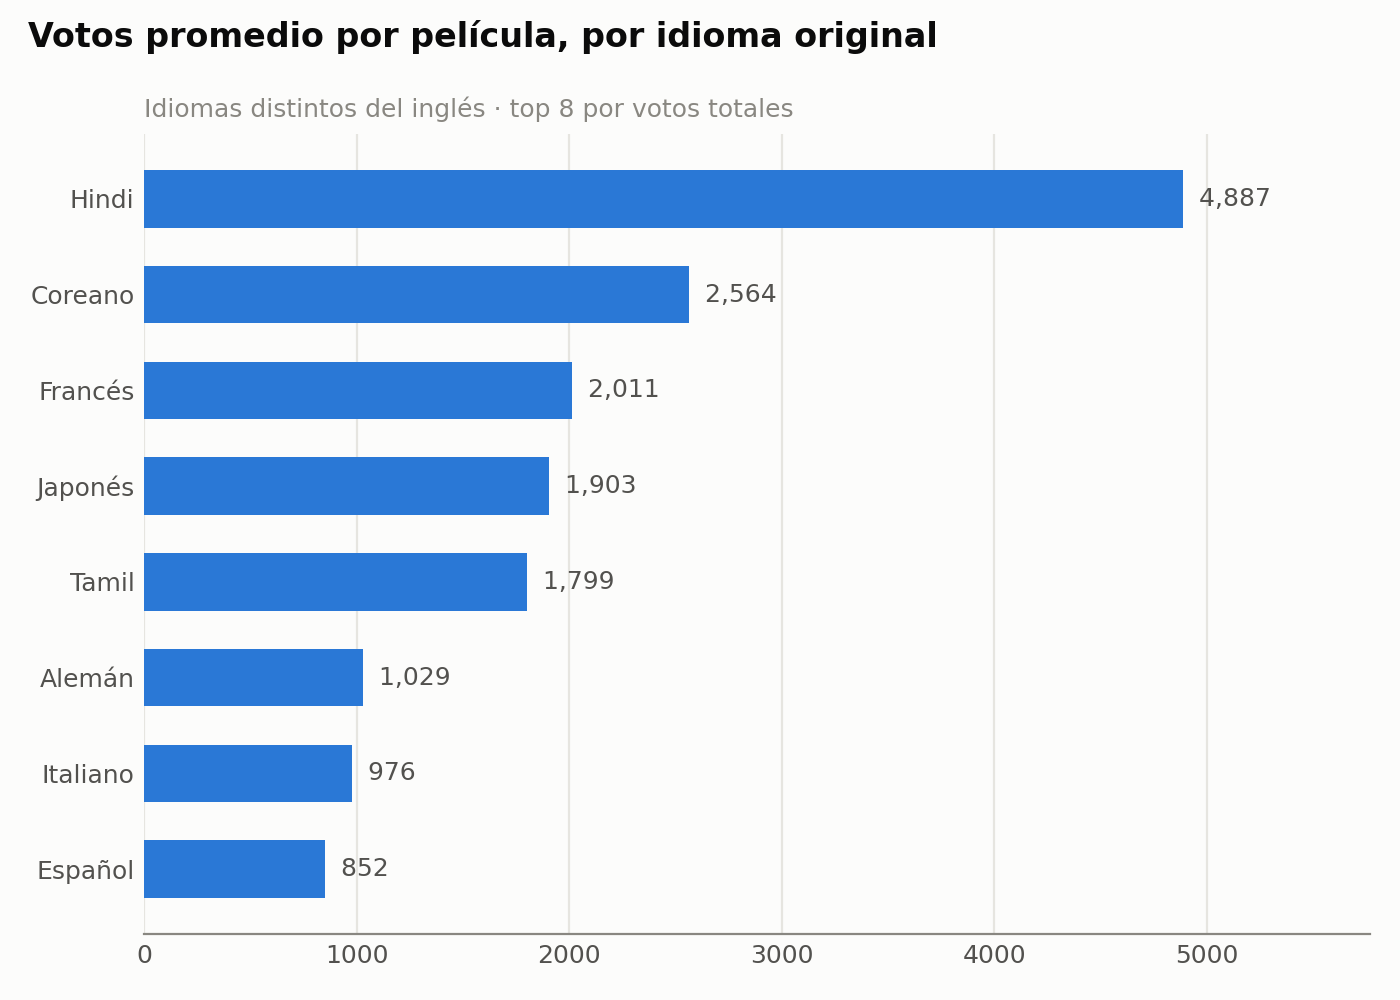 Votos promedio por película, por idioma original
Idiomas distintos del inglés · top 8 por votos totales
Hindi 4,887
Coreano 2,564
Francés 2,011
Japonés 1,903
Tamil 1,799
Alemán 1,029
Italiano 976
Español 852
0 1000 2000 3000 4000 5000